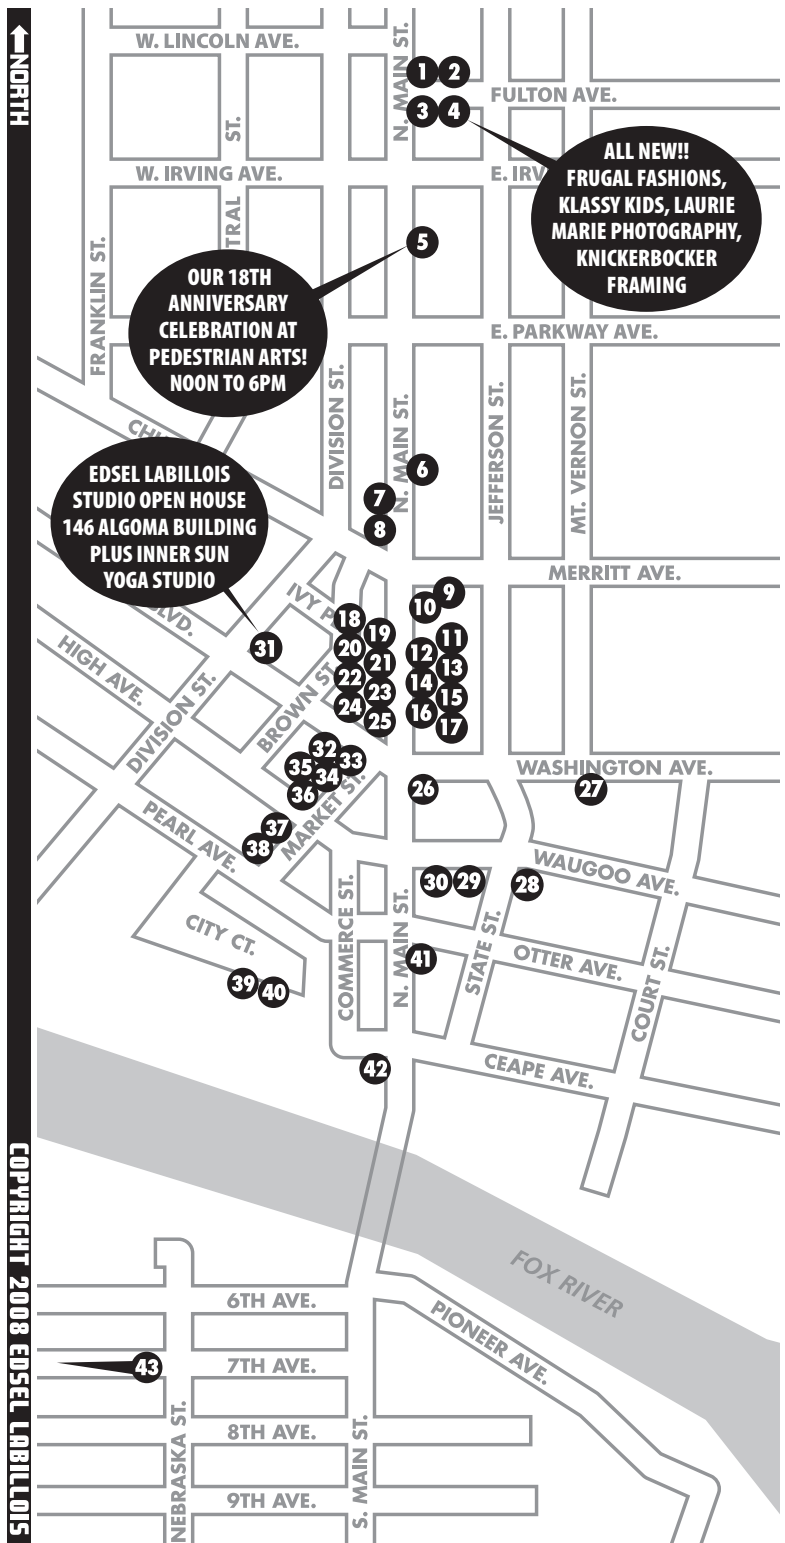 NORTH
W. LINCOLN AVE.
N. MAIN ST.
1
2
3
4
FULTON AVE.
ST.
ALL NEW!!
FRUGAL FASHIONS,
KLASSY KIDS, LAURIE
MARIE PHOTOGRAPHY,
KNICKERBOCKER
FRAMING
W. IRVING AVE.
E. IRV
TRAL
5
FRANKLIN ST.
OUR 18TH
ANNIVERSARY
CELEBRATION AT
PEDESTRIAN ARTS!
NOON TO 6PM
E. PARKWAY AVE.
DIVISION ST.
N. MAIN ST.
JEFFERSON ST.
MT. VERNON ST.
CHU
6
7
8
EDSEL LABILLOIS
STUDIO OPEN HOUSE
146 ALGOMA BUILDING
PLUS INNER SUN
YOGA STUDIO
MERRITT AVE.
IVY P
9
10
BLVD.
18
19
11
31
20
21
12
13
HIGH AVE.
22
23
14
15
24
25
16
17
DIVISION ST.
BROWN ST.
32
33
35
34
36
WASHINGTON AVE.
26
27
PEARL AVE.
MARKET ST.
37
38
WAUGOO AVE.
30
29
28
CITY CT.
COMMERCE ST.
N. MAIN ST.
41
STATE ST.
OTTER AVE.
COURT ST.
39
40
42
CEAPE AVE.
FOX RIVER
6TH AVE.
PIONEER AVE.
43
7TH AVE.
8TH AVE.
NEBRASKA ST.
S. MAIN ST.
9TH AVE.
COPYRIGHT 2008 EDSEL LABILLOIS